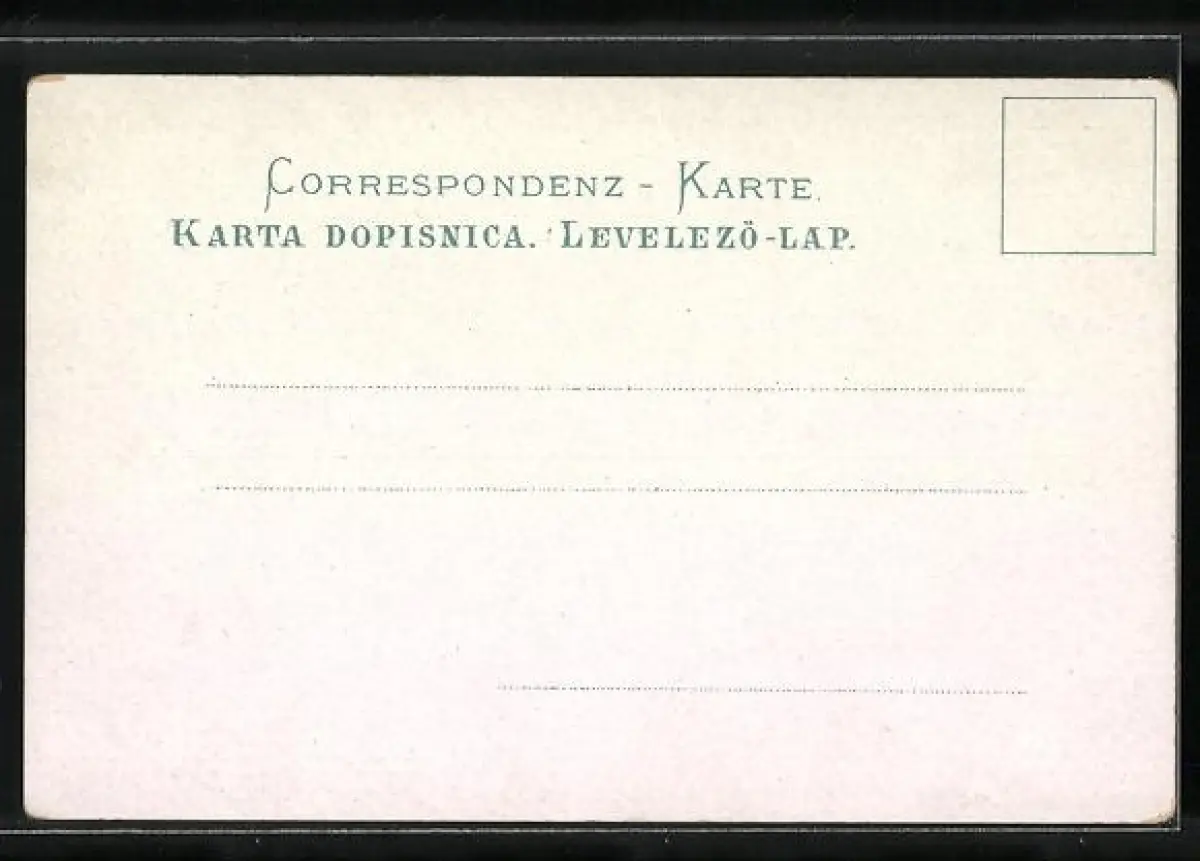 CORRESPONDENZ - KARTE.
KARTA DOPISNICA. LEVELEZÖ-LAP.